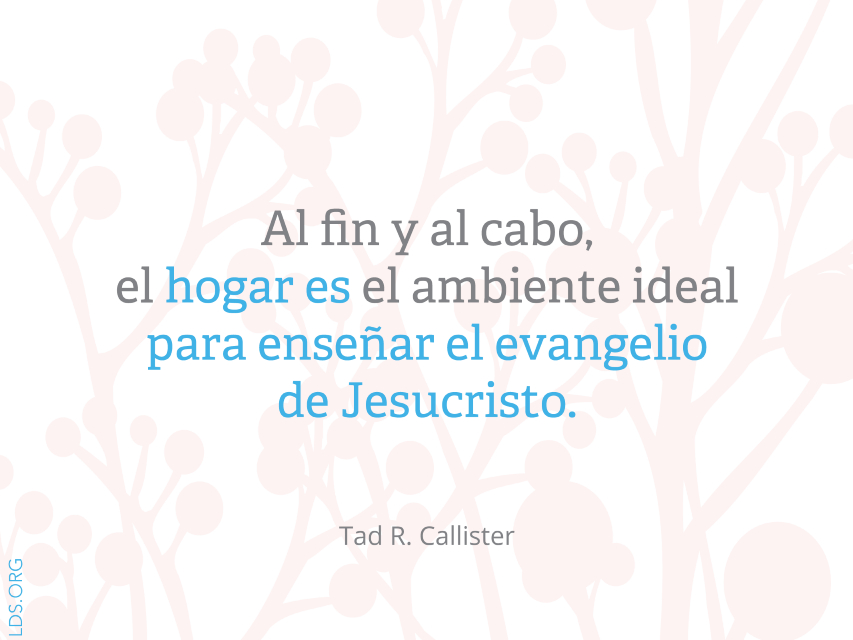 Al fin y al cabo,
el hogar es el ambiente ideal
para enseñar el evangelio
de Jesucristo.
Tad R. Callister
LDS.ORG